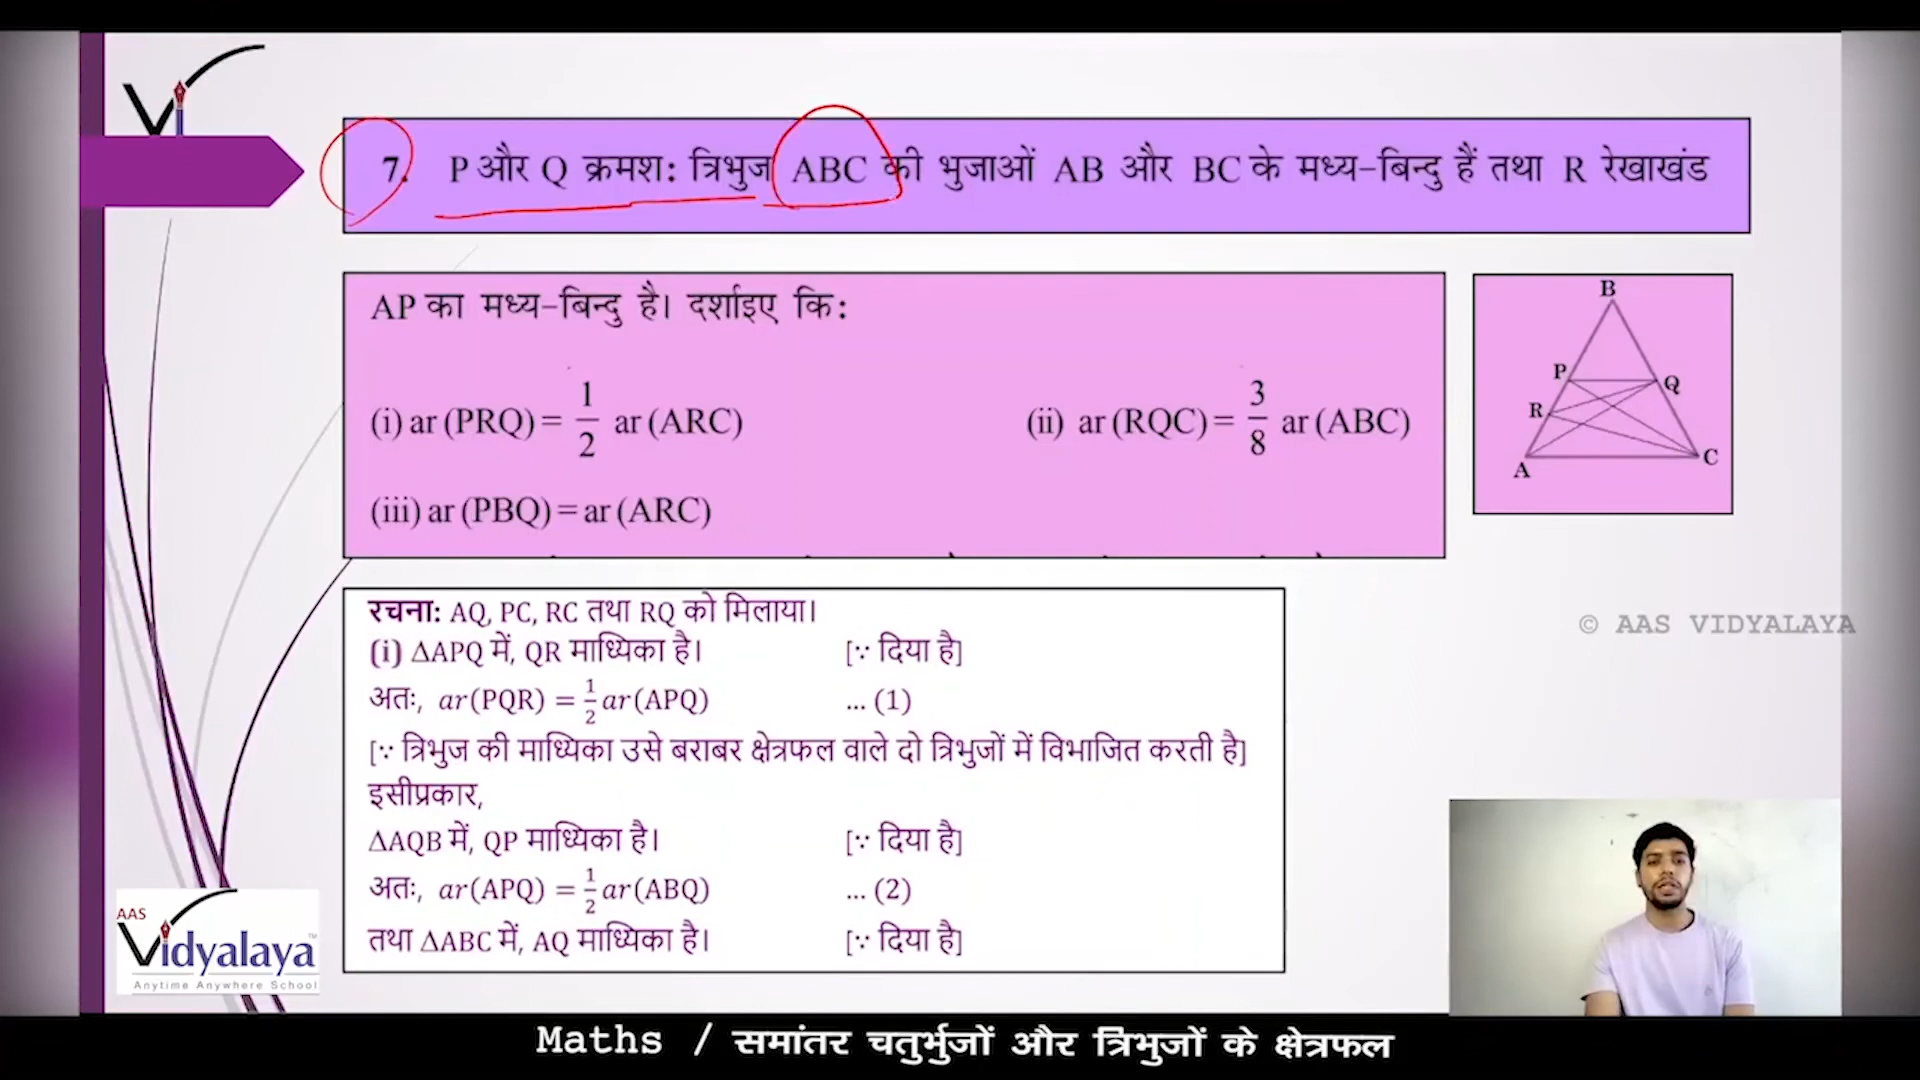 7. P और Q क्रमश: त्रिभुज ABC की भुजाओं AB और BC के मध्य-बिन्दु हैं तथा R रेखाखंड
AP का मध्य-बिन्दु है। दर्शाइए कि:
(i) ar (PRQ) = 1/2 ar (ARC) (ii) ar (RQC) = 3/8 ar (ABC)
(iii) ar (PBQ) = ar (ARC)
B
P
Q
R
A
C
रचना: AQ, PC, RC तथा RQ को मिलाया।
(i) ΔAPQ में, QR माध्यिका है। [∵ दिया है]
अतः, ar(PQR) = 1/2 ar(APQ) ... (1)
[∵ त्रिभुज की माध्यिका उसे बराबर क्षेत्रफल वाले दो त्रिभुजों में विभाजित करती है]
इसीप्रकार,
ΔAQB में, QP माध्यिका है। [∵ दिया है]
अतः, ar(APQ) = 1/2 ar(ABQ) ... (2)
तथा ΔABC में, AQ माध्यिका है। [∵ दिया है]
© AAS VIDYALAYA
AAS
Vidyalaya
TM
Anytime Anywhere School
Maths / समांतर चतुर्भुजों और त्रिभुजों के क्षेत्रफल